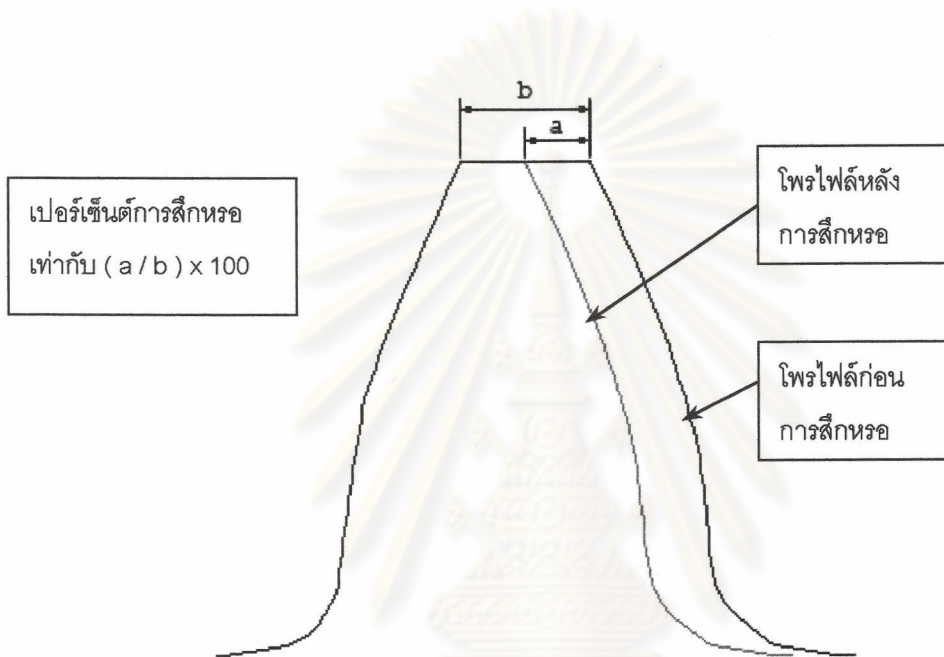 b
a
เปอร์เซ็นต์การสึกหรอ
เท่ากับ ( a / b ) x 100
โพรไฟล์หลัง
การสึกหรอ
โพรไฟล์ก่อน
การสึกหรอ